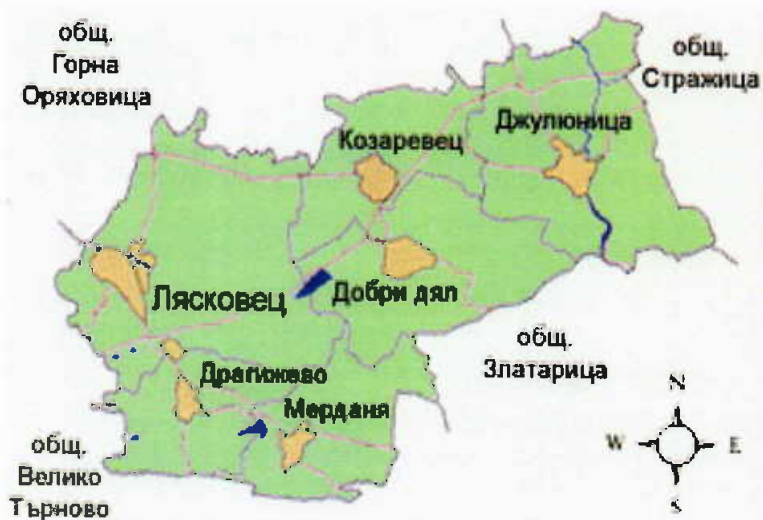 общ.
Горна
Оряховица
общ.
Стражица
Козаревец
Джулюница
Лясковец
Добри дял
общ.
Златарица
Драгижево
Мерданя
общ.
Велико
Търново
N
W
E
S